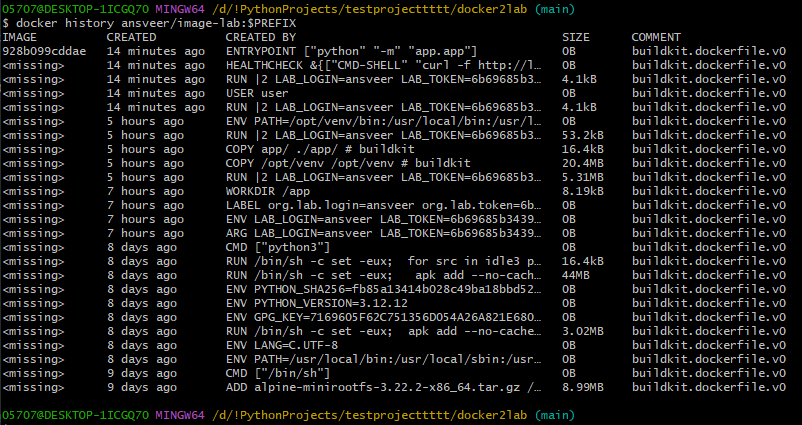 05707@DESKTOP-1ICGQ70 MINGW64 /d/!PythonProjects/testprojecttttt/docker2lab (main)
$ docker history ansveer/image-lab:$PREFIX
IMAGE CREATED CREATED BY SIZE COMMENT
928b099cddae 14 minutes ago ENTRYPOINT ["python" "-m" "app.app"] 0B buildkit.dockerfile.v0
<missing> 14 minutes ago HEALTHCHECK &{["CMD-SHELL" "curl -f http://l… 0B buildkit.dockerfile.v0
<missing> 14 minutes ago RUN |2 LAB_LOGIN=ansveer LAB_TOKEN=6b69685b3… 4.1kB buildkit.dockerfile.v0
<missing> 14 minutes ago USER user 0B buildkit.dockerfile.v0
<missing> 14 minutes ago RUN |2 LAB_LOGIN=ansveer LAB_TOKEN=6b69685b3… 4.1kB buildkit.dockerfile.v0
<missing> 5 hours ago ENV PATH=/opt/venv/bin:/usr/local/bin:/usr/l… 0B buildkit.dockerfile.v0
<missing> 5 hours ago RUN |2 LAB_LOGIN=ansveer LAB_TOKEN=6b69685b3… 53.2kB buildkit.dockerfile.v0
<missing> 5 hours ago COPY app/ ./app/ # buildkit 16.4kB buildkit.dockerfile.v0
<missing> 5 hours ago COPY /opt/venv /opt/venv # buildkit 20.4MB buildkit.dockerfile.v0
<missing> 5 hours ago RUN |2 LAB_LOGIN=ansveer LAB_TOKEN=6b69685b3… 5.31MB buildkit.dockerfile.v0
<missing> 7 hours ago WORKDIR /app 8.19kB buildkit.dockerfile.v0
<missing> 7 hours ago LABEL org.lab.login=ansveer org.lab.token=6b… 0B buildkit.dockerfile.v0
<missing> 7 hours ago ENV LAB_LOGIN=ansveer LAB_TOKEN=6b69685b3439… 0B buildkit.dockerfile.v0
<missing> 7 hours ago ARG LAB_LOGIN=ansveer LAB_TOKEN=6b69685b3439… 0B buildkit.dockerfile.v0
<missing> 8 days ago CMD ["python3"] 0B buildkit.dockerfile.v0
<missing> 8 days ago RUN /bin/sh -c set -eux; for src in idle3 p… 16.4kB buildkit.dockerfile.v0
<missing> 8 days ago RUN /bin/sh -c set -eux; apk add --no-cach… 44MB buildkit.dockerfile.v0
<missing> 8 days ago ENV PYTHON_SHA256=fb85a13414b028c49ba18bbd52… 0B buildkit.dockerfile.v0
<missing> 8 days ago ENV PYTHON_VERSION=3.12.12 0B buildkit.dockerfile.v0
<missing> 8 days ago ENV GPG_KEY=7169605F62C751356D054A26A821E680… 0B buildkit.dockerfile.v0
<missing> 8 days ago RUN /bin/sh -c set -eux; apk add --no-cache… 3.02MB buildkit.dockerfile.v0
<missing> 8 days ago ENV LANG=C.UTF-8 0B buildkit.dockerfile.v0
<missing> 8 days ago ENV PATH=/usr/local/bin:/usr/local/sbin:/usr… 0B buildkit.dockerfile.v0
<missing> 9 days ago CMD ["/bin/sh"] 0B buildkit.dockerfile.v0
<missing> 9 days ago ADD alpine-minirootfs-3.22.2-x86_64.tar.gz /… 8.99MB buildkit.dockerfile.v0
05707@DESKTOP-1ICGQ70 MINGW64 /d/!PythonProjects/testprojecttttt/docker2lab (main)